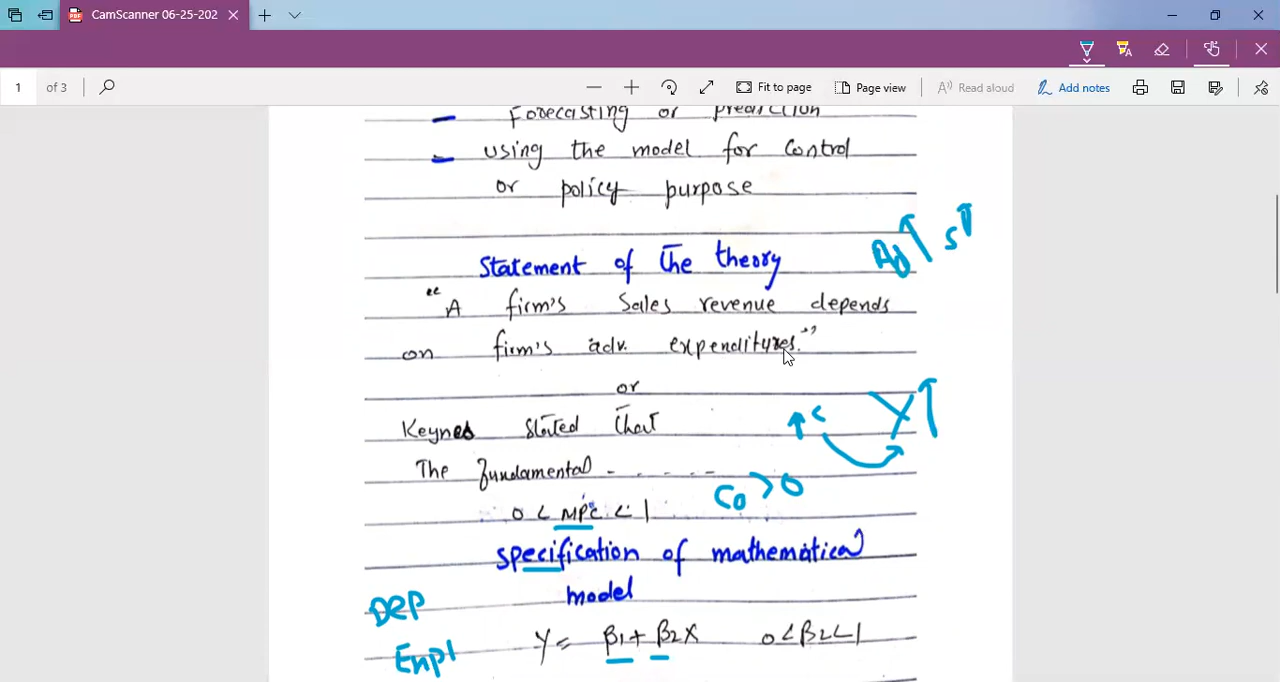 CamScanner 06-25-202
1 of 3
Fit to page
Page view
Read aloud
Add notes
Forecasting or prediction
using the model for control
or policy purpose
Ad↑ S↑
Statement of the theory
"A firm's Sales revenue depends
on firm's adv. expenditures."
or
Keynes stated that
↑C Y↑
The fundamental - - - - -
C0 > 0
0 < MPC < 1
specification of mathematical
model
DEP
Y = β1 + β2X 0<β2<1
Enpl